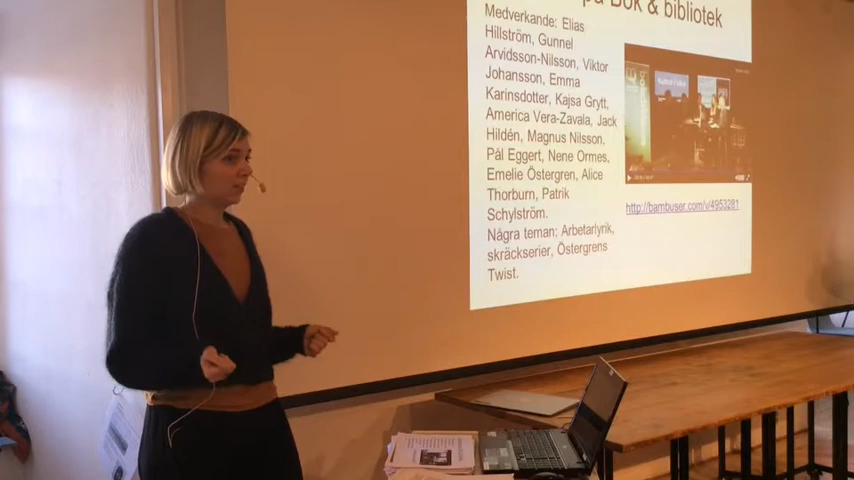 på Bok & bibliotek
Medverkande: Elias
Hillström, Gunnel
Arvidsson-Nilsson, Viktor
Johansson, Emma
Karinsdotter, Kajsa Grytt,
America Vera-Zavala, Jack
Hildén, Magnus Nilsson,
Pål Eggert, Nene Ormes,
Emelie Östergren, Alice
Thorburn, Patrik
Schylström.
Några teman: Arbetarlyrik,
skräckserier, Östergrens
Twist.
http://bambuser.com/v/4953281